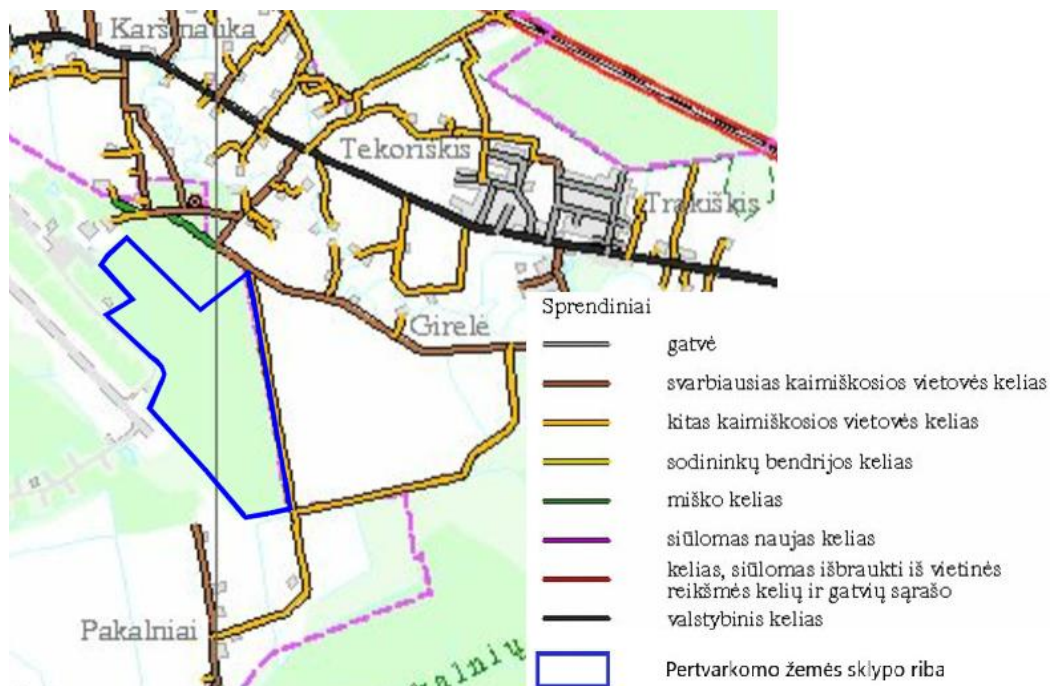 Karšinauka
Tekoriškis
Trakiškis
Girelė
Pakalniai
Sprendiniai
gatvė
svarbiausias kaimiškosios vietovės kelias
kitas kaimiškosios vietovės kelias
sodininkų bendrijos kelias
miško kelias
siūlomas naujas kelias
kelias, siūlomas išbraukti iš vietinės
reikšmės kelių ir gatvių sąrašo
valstybinis kelias
Pertvarkomo žemės sklypo riba